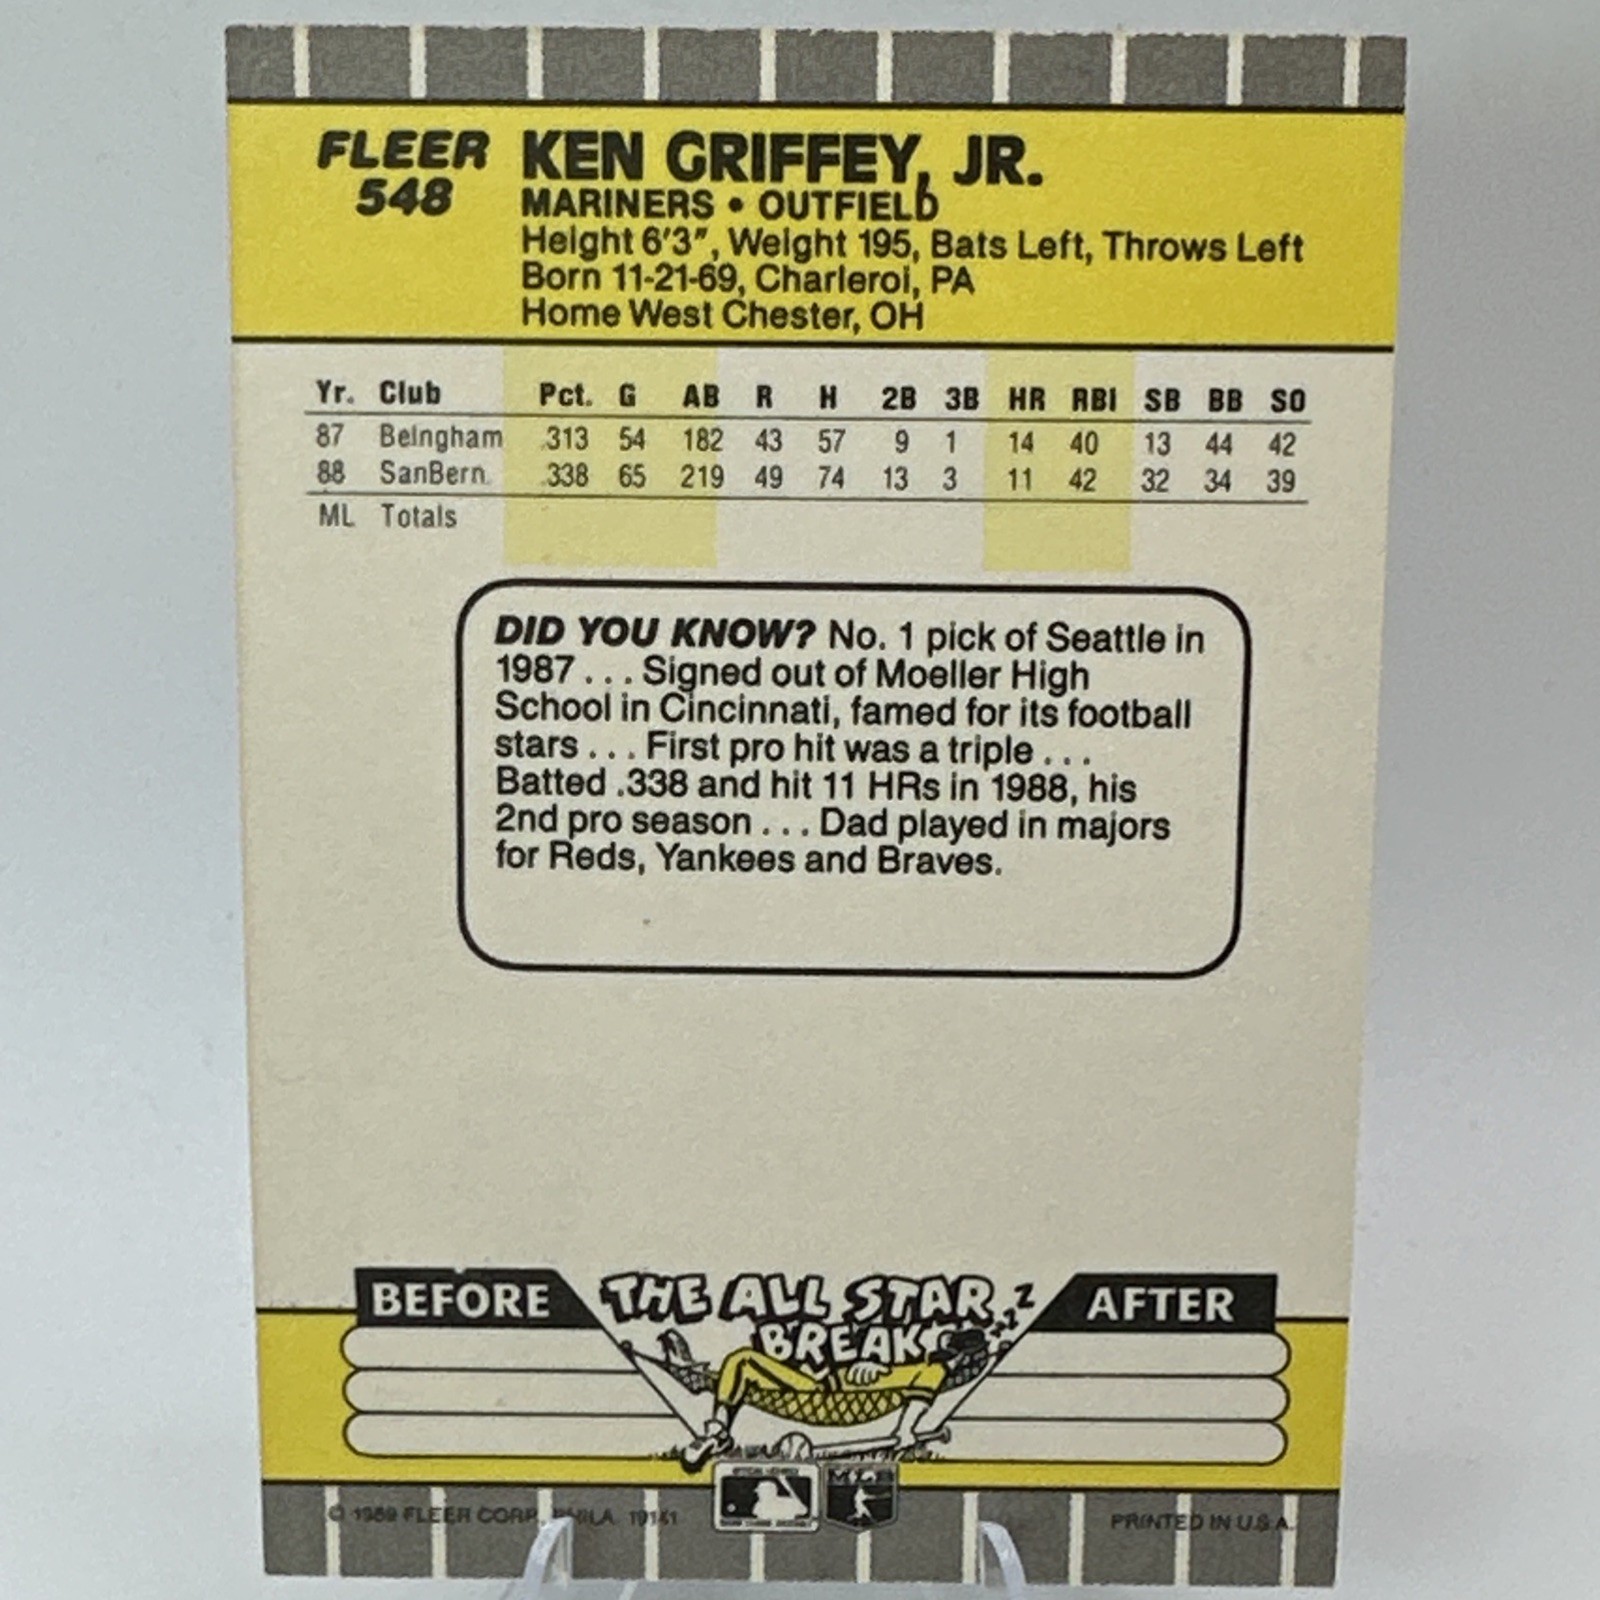 FLEER
548
KEN GRIFFEY, JR.
MARINERS • OUTFIELD
Height 6'3", Weight 195, Bats Left, Throws Left
Born 11-21-69, Charleroi, PA
Home West Chester, OH
Yr. Club Pct. G AB R H 2B 3B HR RBI SB BB SO
87 Belngham .313 54 182 43 57 9 1 14 40 13 44 42
88 SanBern. .338 65 219 49 74 13 3 11 42 32 34 39
ML Totals
DID YOU KNOW? No. 1 pick of Seattle in
1987 . . . Signed out of Moeller High
School in Cincinnati, famed for its football
stars . . . First pro hit was a triple . . .
Batted .338 and hit 11 HRs in 1988, his
2nd pro season . . . Dad played in majors
for Reds, Yankees and Braves.
BEFORE
THE ALL STAR
BREAK
zzZ
AFTER
MLB
© 1989 FLEER CORP. PHILA. 19141
PRINTED IN U.S.A.